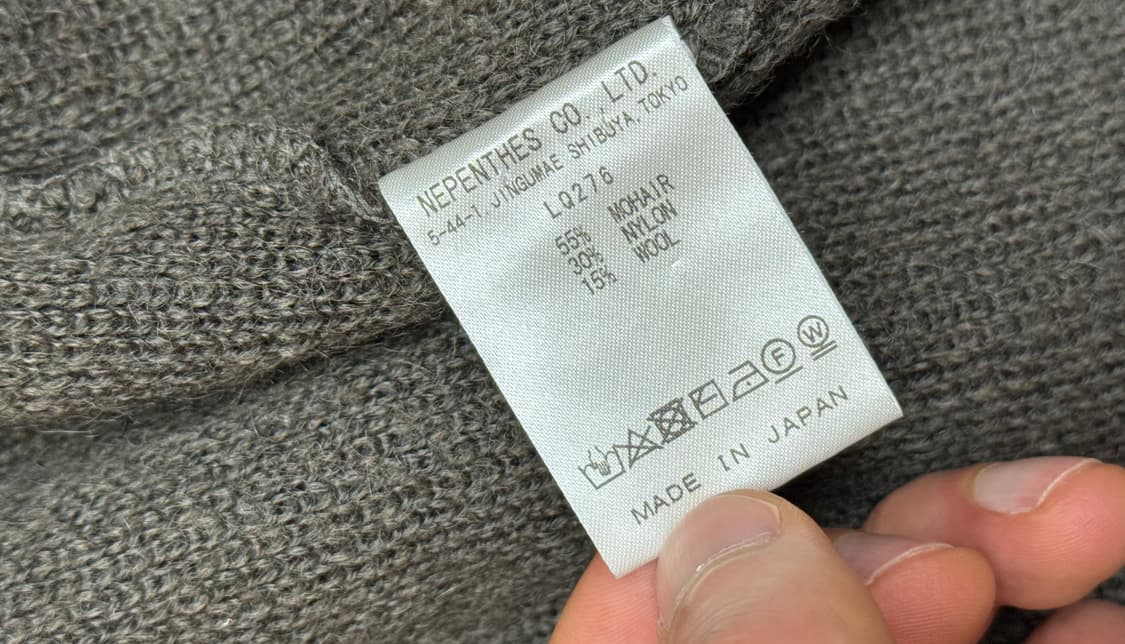 NEPENTHES CO.,LTD.
5-44-1, JINGUMAE SHIBUYA, TOKYO
LQ276
55% MOHAIR
30% NYLON
15% WOOL
F W
MADE IN JAPAN